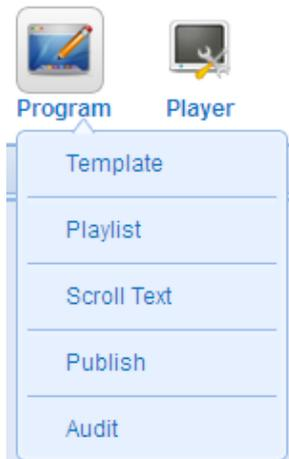 Program Player
Template
Playlist
Scroll Text
Publish
Audit